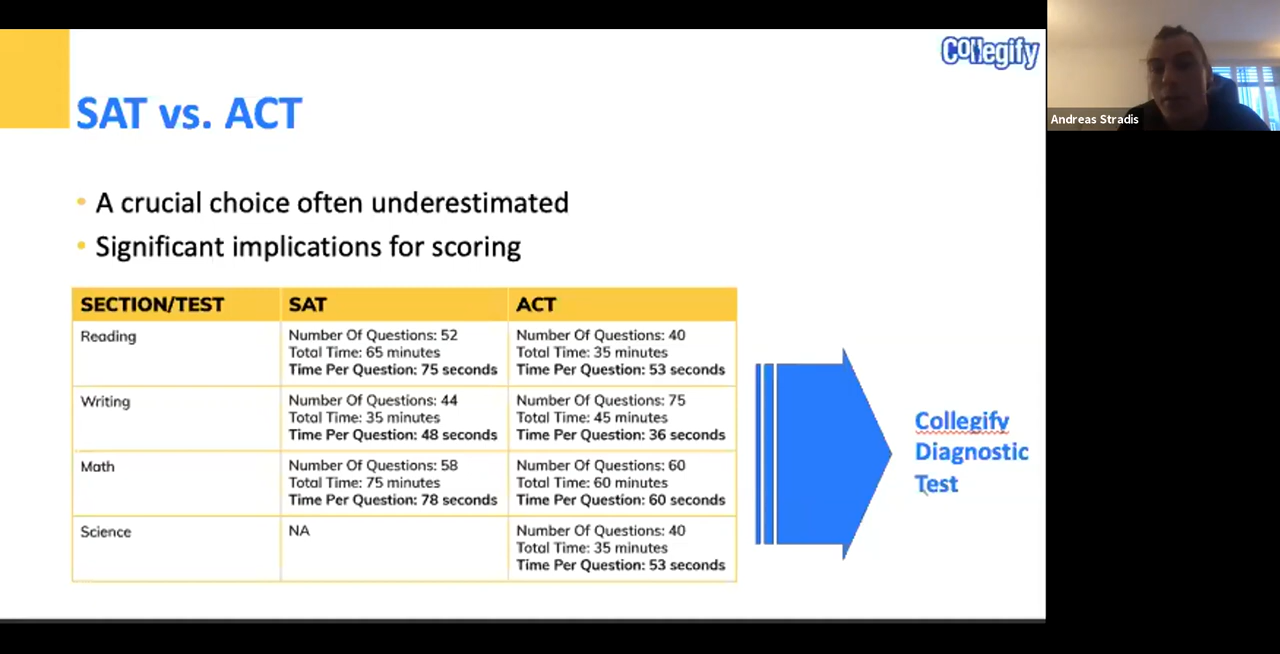 Collegify
Andreas Stradis
SAT vs. ACT
• A crucial choice often underestimated
• Significant implications for scoring
SECTION/TEST SAT ACT
Reading Number Of Questions: 52 Number Of Questions: 40
Total Time: 65 minutes Total Time: 35 minutes
Time Per Question: 75 seconds Time Per Question: 53 seconds
Writing Number Of Questions: 44 Number Of Questions: 75
Total Time: 35 minutes Total Time: 45 minutes
Time Per Question: 48 seconds Time Per Question: 36 seconds
Math Number Of Questions: 58 Number Of Questions: 60
Total Time: 75 minutes Total Time: 60 minutes
Time Per Question: 78 seconds Time Per Question: 60 seconds
Science NA Number Of Questions: 40
Total Time: 35 minutes
Time Per Question: 53 seconds
Collegify
Diagnostic
Test